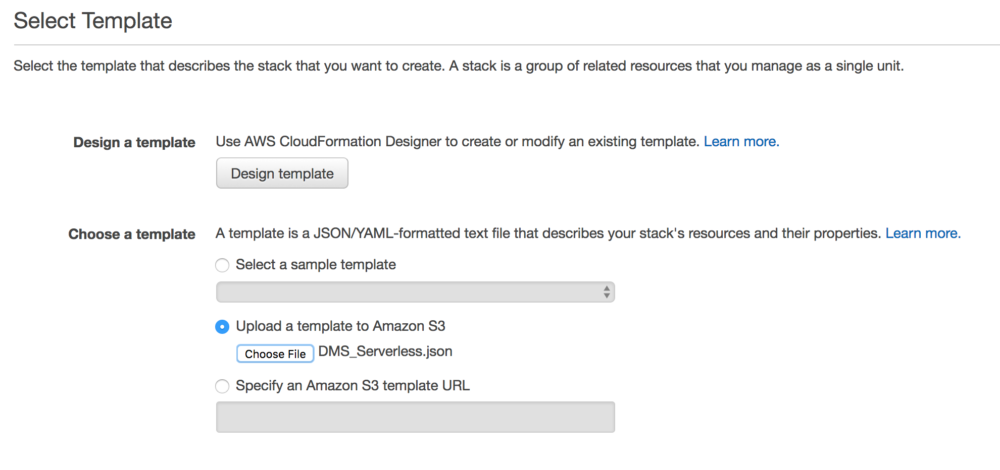 Select Template
Select the template that describes the stack that you want to create. A stack is a group of related resources that you manage as a single unit.
Design a template
Use AWS CloudFormation Designer to create or modify an existing template. Learn more.
Design template
Choose a template
A template is a JSON/YAML-formatted text file that describes your stack's resources and their properties. Learn more.
Select a sample template
Upload a template to Amazon S3
Choose File DMS_Serverless.json
Specify an Amazon S3 template URL